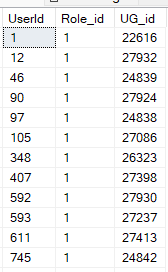 UserId Role_id UG_id
1 1 22616
12 1 27932
46 1 24839
90 1 27924
97 1 24838
105 1 27086
348 1 26323
407 1 27398
592 1 27930
593 1 27237
611 1 27413
745 1 24842